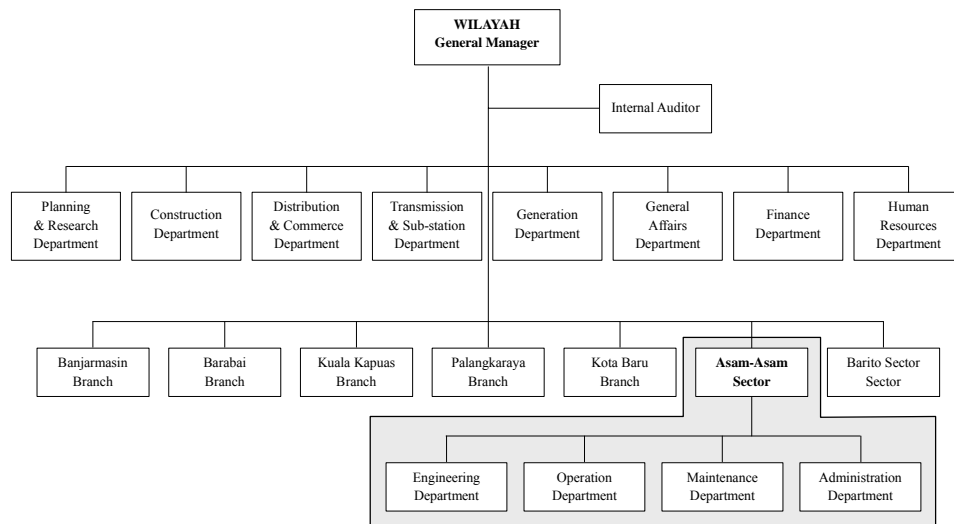 WILAYAH
General Manager
Internal Auditor
Planning
& Research
Department
Construction
Department
Distribution
& Commerce
Department
Transmission
& Sub-station
Department
Generation
Department
General
Affairs
Department
Finance
Department
Human
Resources
Department
Banjarmasin
Branch
Barabai
Branch
Kuala Kapuas
Branch
Palangkaraya
Branch
Kota Baru
Branch
Asam-Asam
Sector
Barito Sector
Sector
Engineering
Department
Operation
Department
Maintenance
Department
Administration
Department